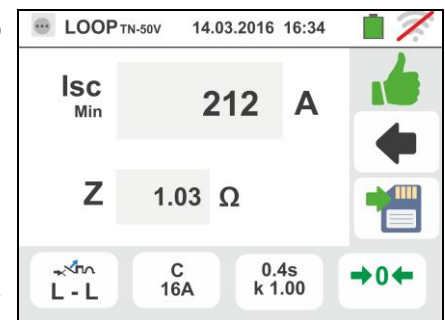 LOOP TN-50V 14.03.2016 16:34
Isc 212 A
Min
Z 1.03 Ω
L - L
C
16A
0.4s
k 1.00
0